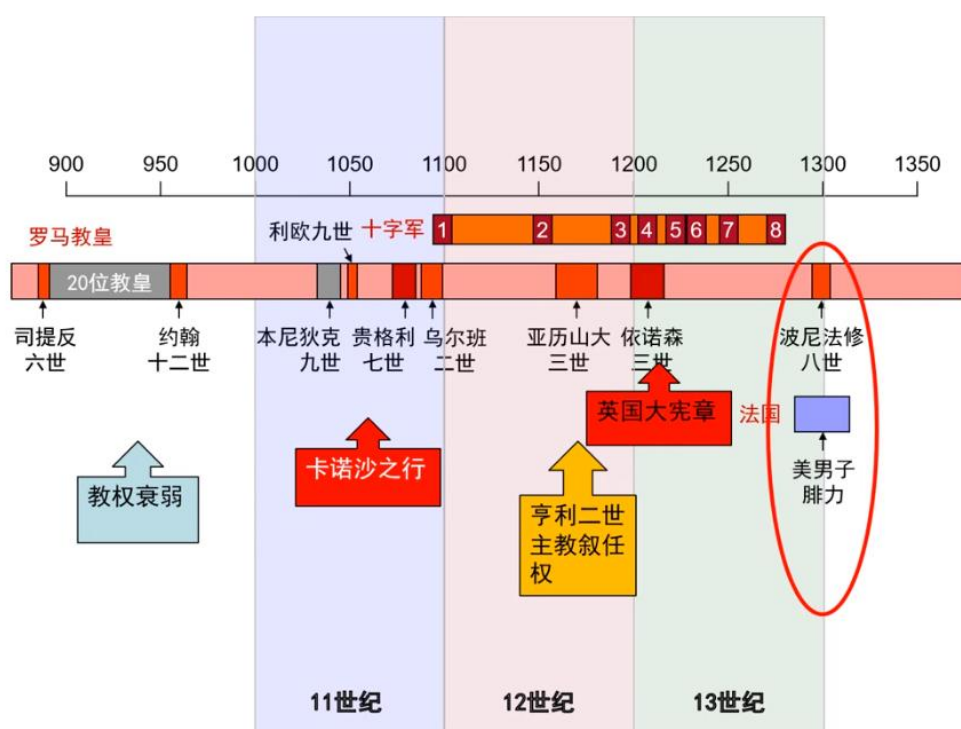 900 950 1000 1050 1100 1150 1200 1250 1300 1350
罗马教皇
利欧九世
十字军
1 2 3 4 5 6 7 8
20位教皇
司提反
六世
约翰
十二世
本尼狄克
九世
贵格利
七世
乌尔班
二世
亚历山大
三世
依诺森
三世
波尼法修
八世
英国大宪章
法国
美男子
腓力
教权衰弱
卡诺沙之行
亨利二世
主教叙任
权
11世纪 12世纪 13世纪